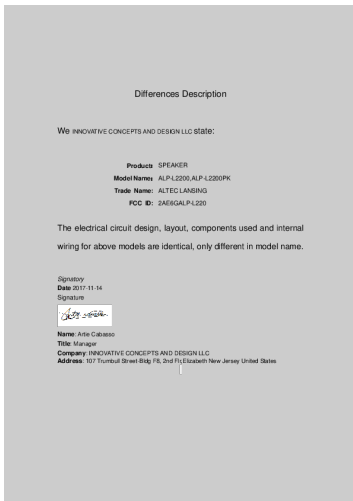 Differences Description
We INNOVATIVE CONCEPTS AND DESIGN LLC state:
Product: SPEAKER
Model Name: ALP-L2200,ALP-L2200PK
Trade Name: ALTEC LANSING
FCC ID: 2AE6GALP-L220
The electrical circuit design, layout, components used and internal
wiring for above models are identical, only different in model name.
Signatory
Date 2017-11-14
Signature
Name: Artie Cabasso
Title: Manager
Company: INNOVATIVE CONCEPTS AND DESIGN LLC
Address: 107 Trumbull Street-Bldg F8, 2nd Flr, Elizabeth New Jersey United States